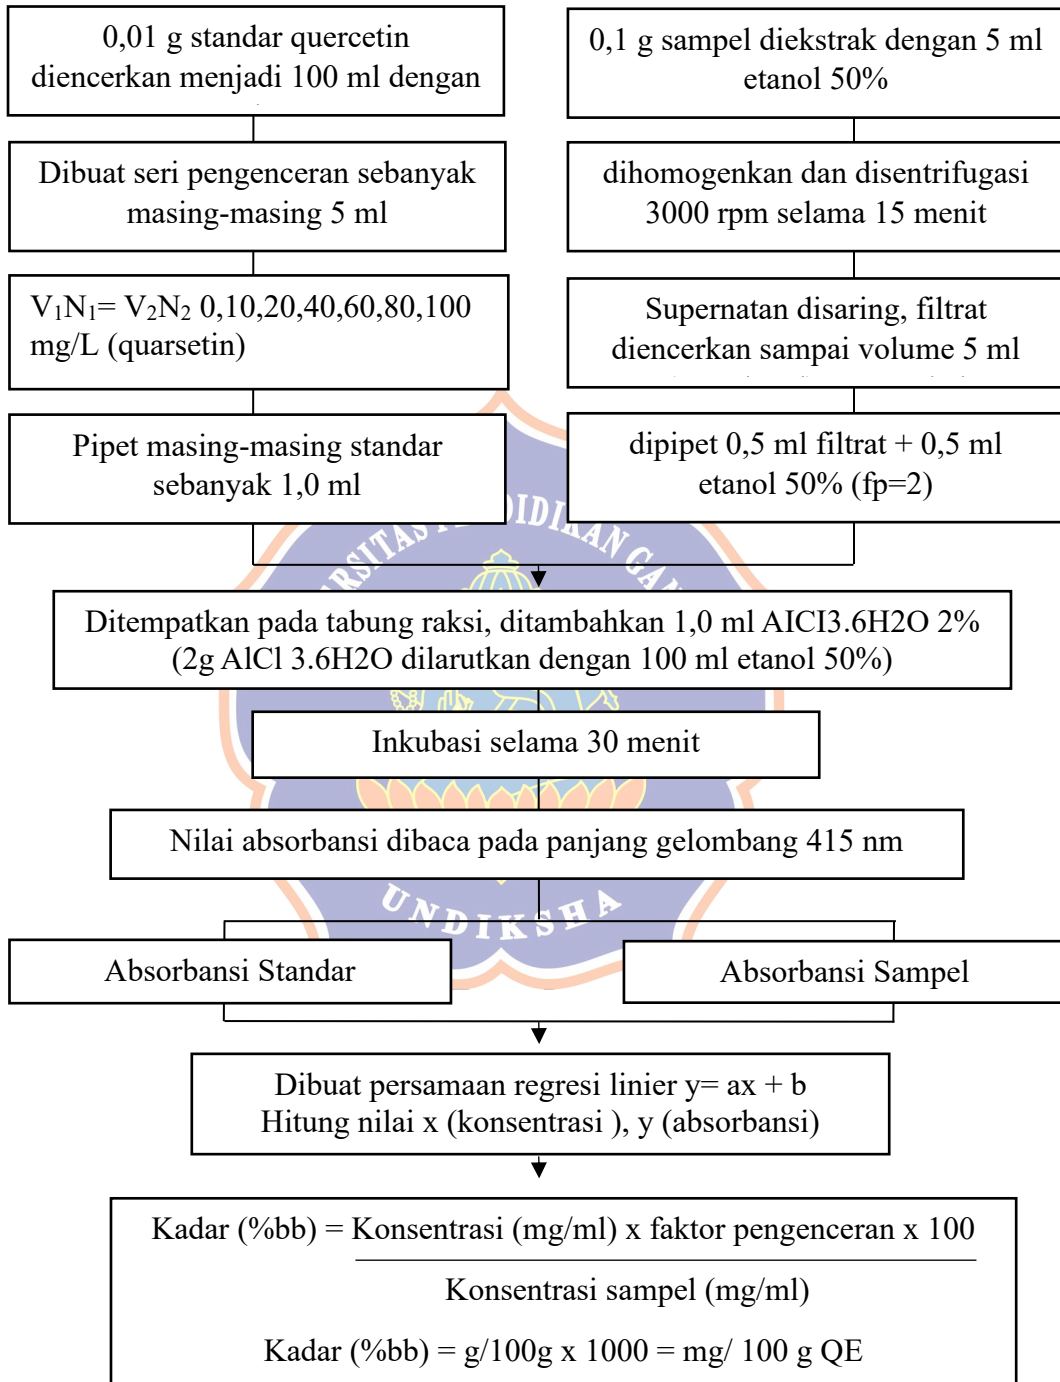 0,01 g standar quercetin
diencerkan menjadi 100 ml dengan
0,1 g sampel diekstrak dengan 5 ml
etanol 50%
Dibuat seri pengenceran sebanyak
masing-masing 5 ml
dihomogenkan dan disentrifugasi
3000 rpm selama 15 menit
V₁N₁= V₂N₂ 0,10,20,40,60,80,100
mg/L (quarsetin)
Supernatan disaring, filtrat
diencerkan sampai volume 5 ml
Pipet masing-masing standar
sebanyak 1,0 ml
dipipet 0,5 ml filtrat + 0,5 ml
etanol 50% (fp=2)
Ditempatkan pada tabung raksi, ditambahkan 1,0 ml AICI3.6H2O 2%
(2g AlCl 3.6H2O dilarutkan dengan 100 ml etanol 50%)
Inkubasi selama 30 menit
Nilai absorbansi dibaca pada panjang gelombang 415 nm
UNDIKSHA
Absorbansi Standar
Absorbansi Sampel
Dibuat persamaan regresi linier y= ax + b
Hitung nilai x (konsentrasi ), y (absorbansi)
Kadar (%bb) = Konsentrasi (mg/ml) x faktor pengenceran x 100
Konsentrasi sampel (mg/ml)
Kadar (%bb) = g/100g x 1000 = mg/ 100 g QE